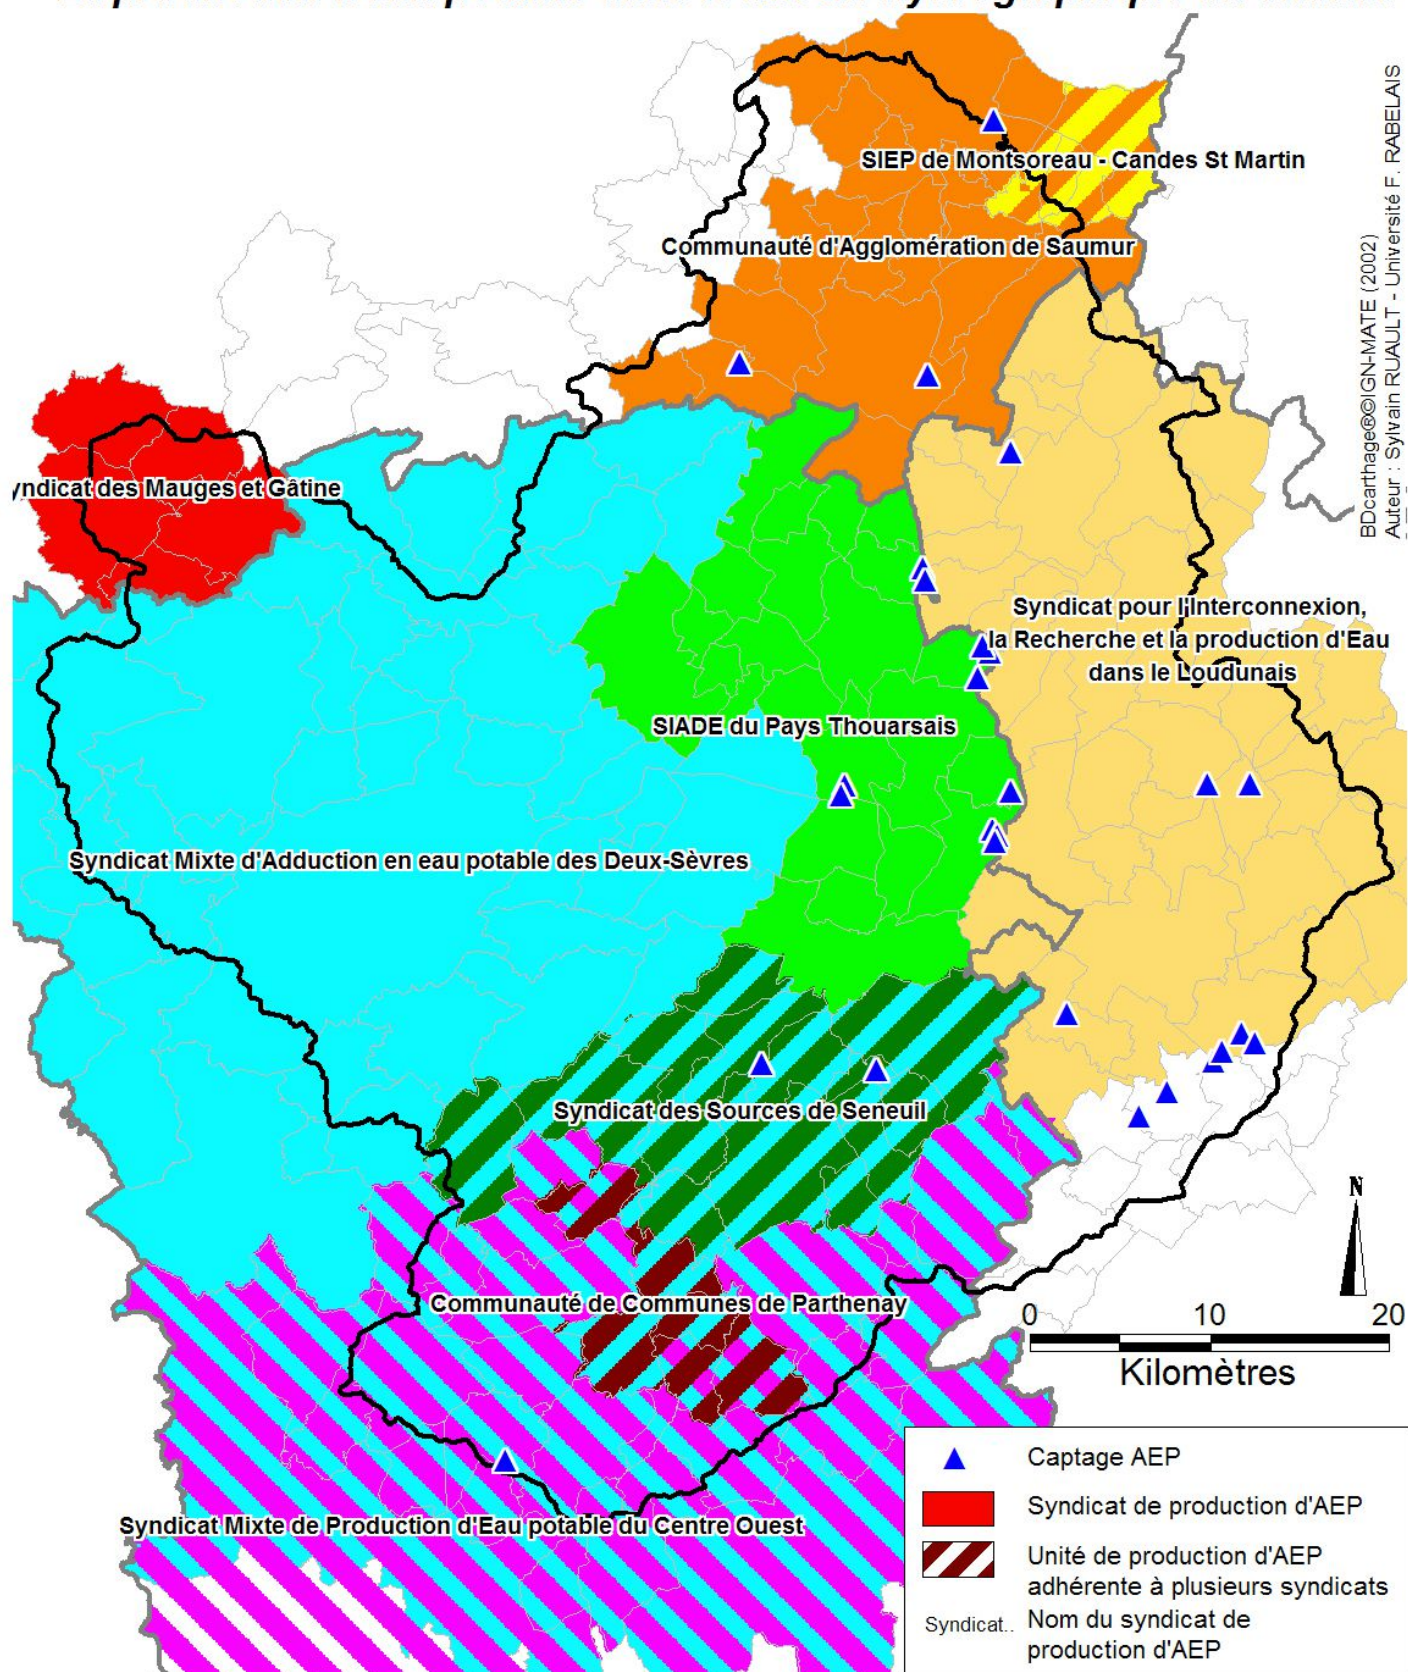 SIEP de Montsoreau - Candes St Martin
Communauté d'Agglomération de Saumur
BDcarthage®©IGN-MATE (2002)
Auteur : Sylvain RUAULT - Université F. RABELAIS
yndicat des Mauges et Gâtine
Syndicat pour l'Interconnexion,
la Recherche et la production d'Eau
dans le Loudunais
SIADE du Pays Thouarsais
Syndicat Mixte d'Adduction en eau potable des Deux-Sèvres
Syndicat des Sources de Seneuil
N
Communauté de Communes de Parthenay
0 10 20
Kilomètres
Syndicat Mixte de Production d'Eau potable du Centre Ouest
Captage AEP
Syndicat de production d'AEP
Unité de production d'AEP
adhérente à plusieurs syndicats
Syndicat.. Nom du syndicat de
production d'AEP